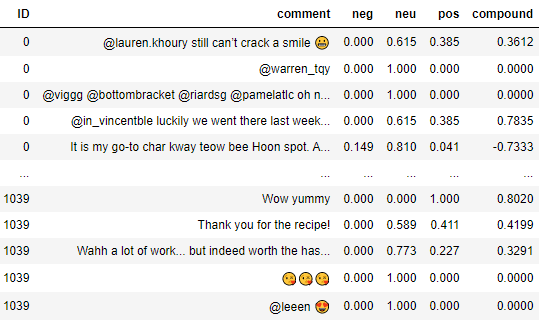 ID comment neg neu pos compound
0 @lauren.khoury still can't crack a smile 😬 0.000 0.615 0.385 0.3612
0 @warren_tqy 0.000 1.000 0.000 0.0000
0 @viggg @bottombracket @riardsg @pamelatlc oh n... 0.000 1.000 0.000 0.0000
0 @in_vincentble luckily we went there last week... 0.000 0.615 0.385 0.7835
0 It is my go-to char kway teow bee Hoon spot. A... 0.149 0.810 0.041 -0.7333
... ... ... ... ... ...
1039 Wow yummy 0.000 0.000 1.000 0.8020
1039 Thank you for the recipe! 0.000 0.589 0.411 0.4199
1039 Wahh a lot of work... but indeed worth the has... 0.000 0.773 0.227 0.3291
1039 😘😘😘 0.000 1.000 0.000 0.0000
1039 @leeen 😍 0.000 1.000 0.000 0.0000